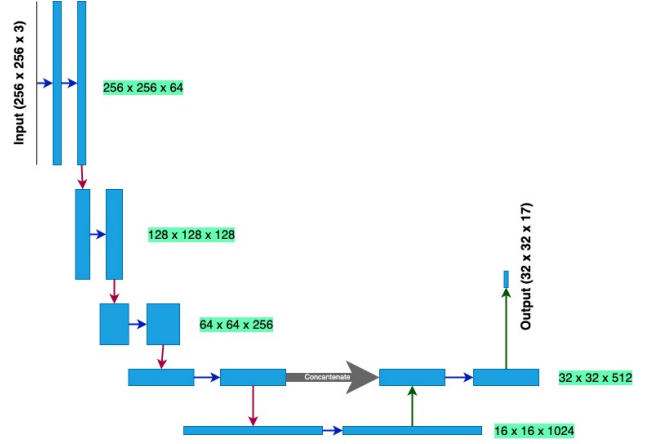 Input (256 x 256 x 3)
256 x 256 x 64
128 x 128 x 128
Output (32 x 32 x 17)
64 x 64 x 256
Concantenate
32 x 32 x 512
16 x 16 x 1024